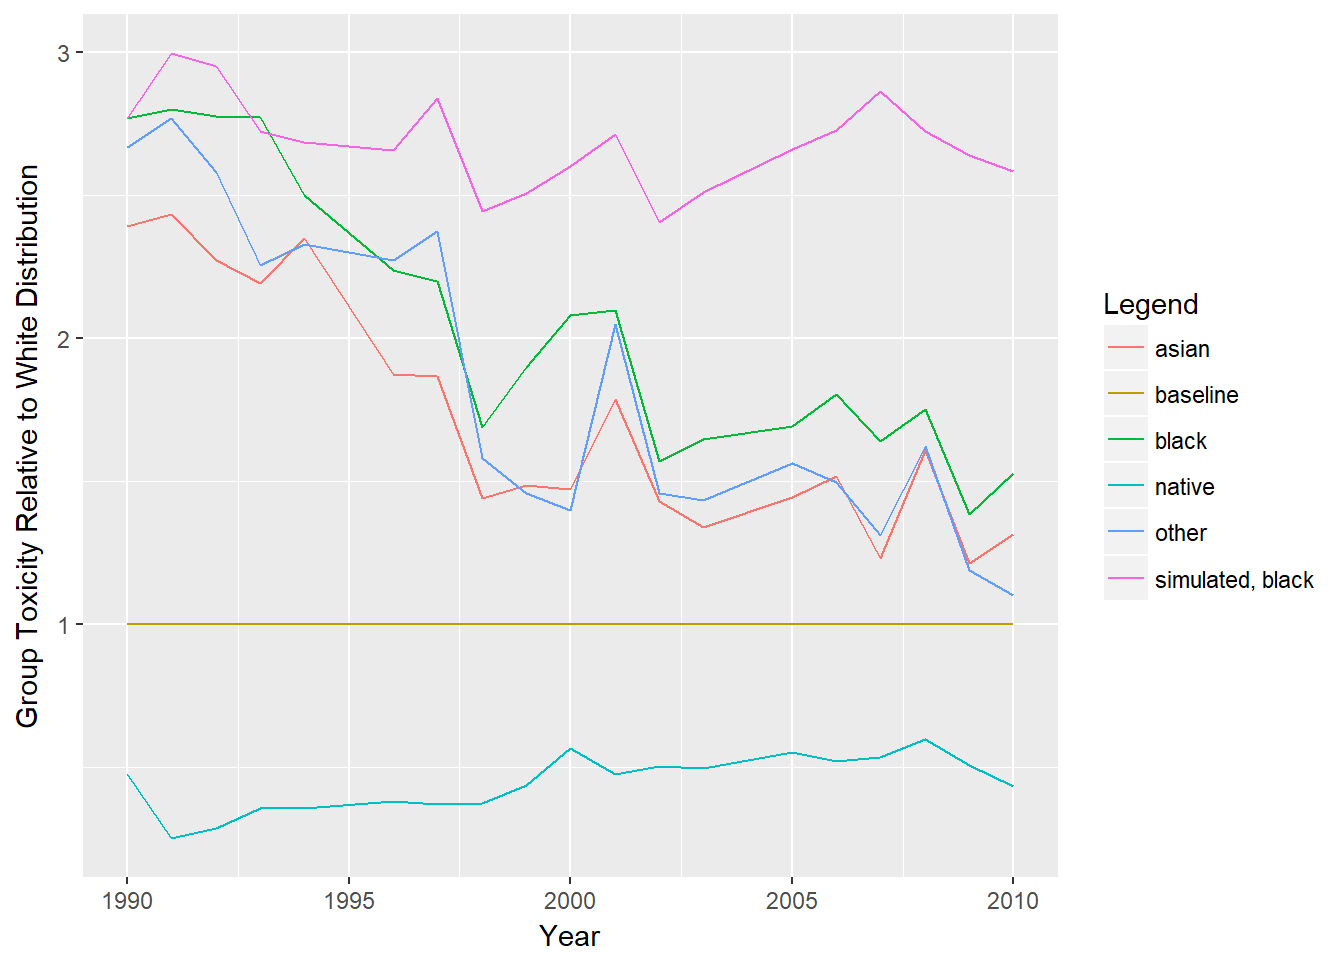 3
2
1
Group Toxicity Relative to White Distribution
1990 1995 2000 2005 2010
Year
Legend
asian
baseline
black
native
other
simulated, black